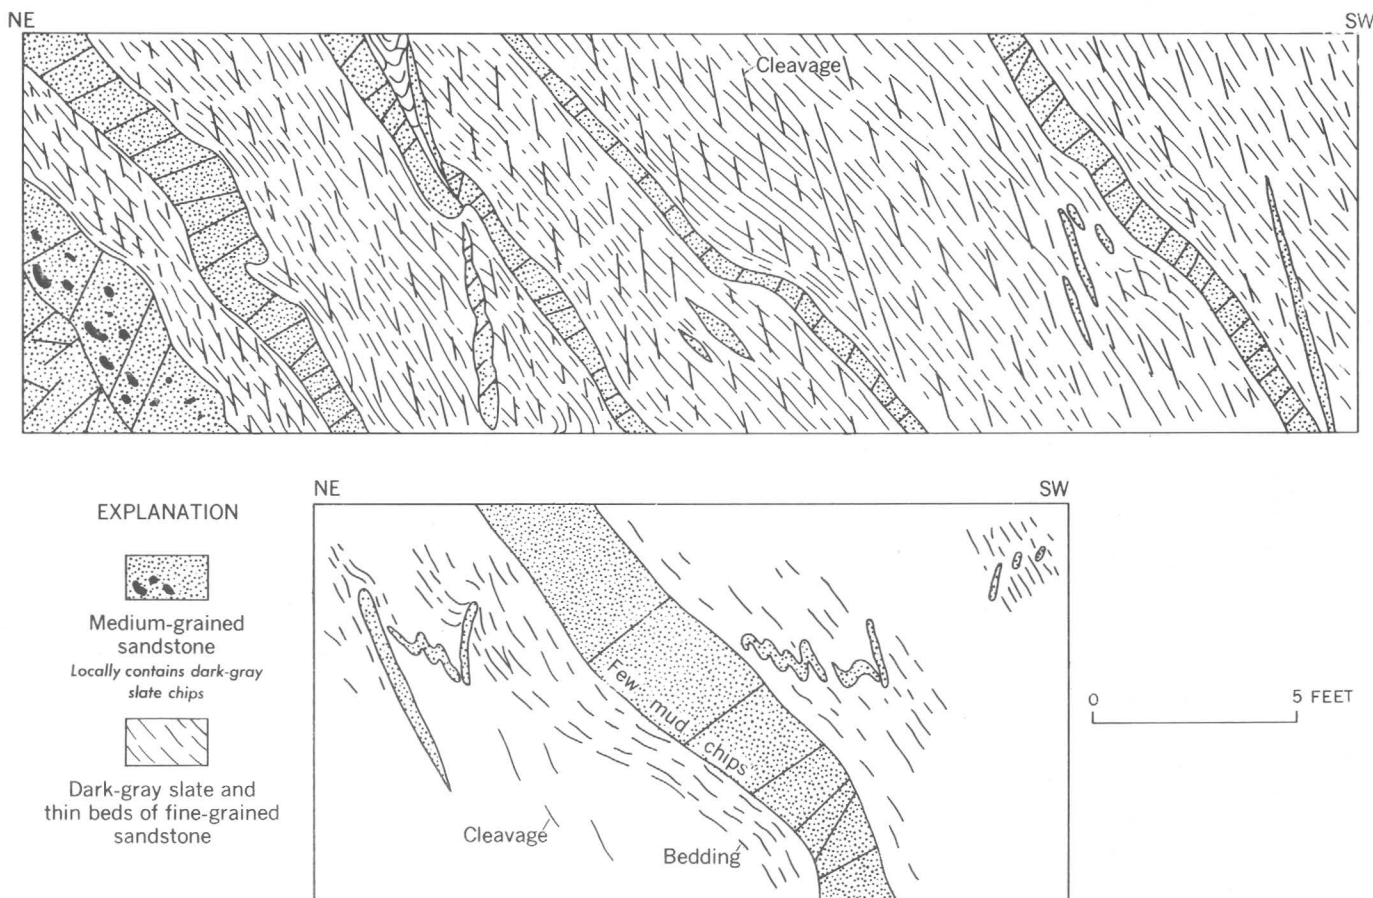 NE
SW
Cleavage
EXPLANATION
Medium-grained
sandstone
Locally contains dark-gray
slate chips
Dark-gray slate and
thin beds of fine-grained
sandstone
NE
SW
Few mud chips
Cleavage
Bedding
0 5 FEET